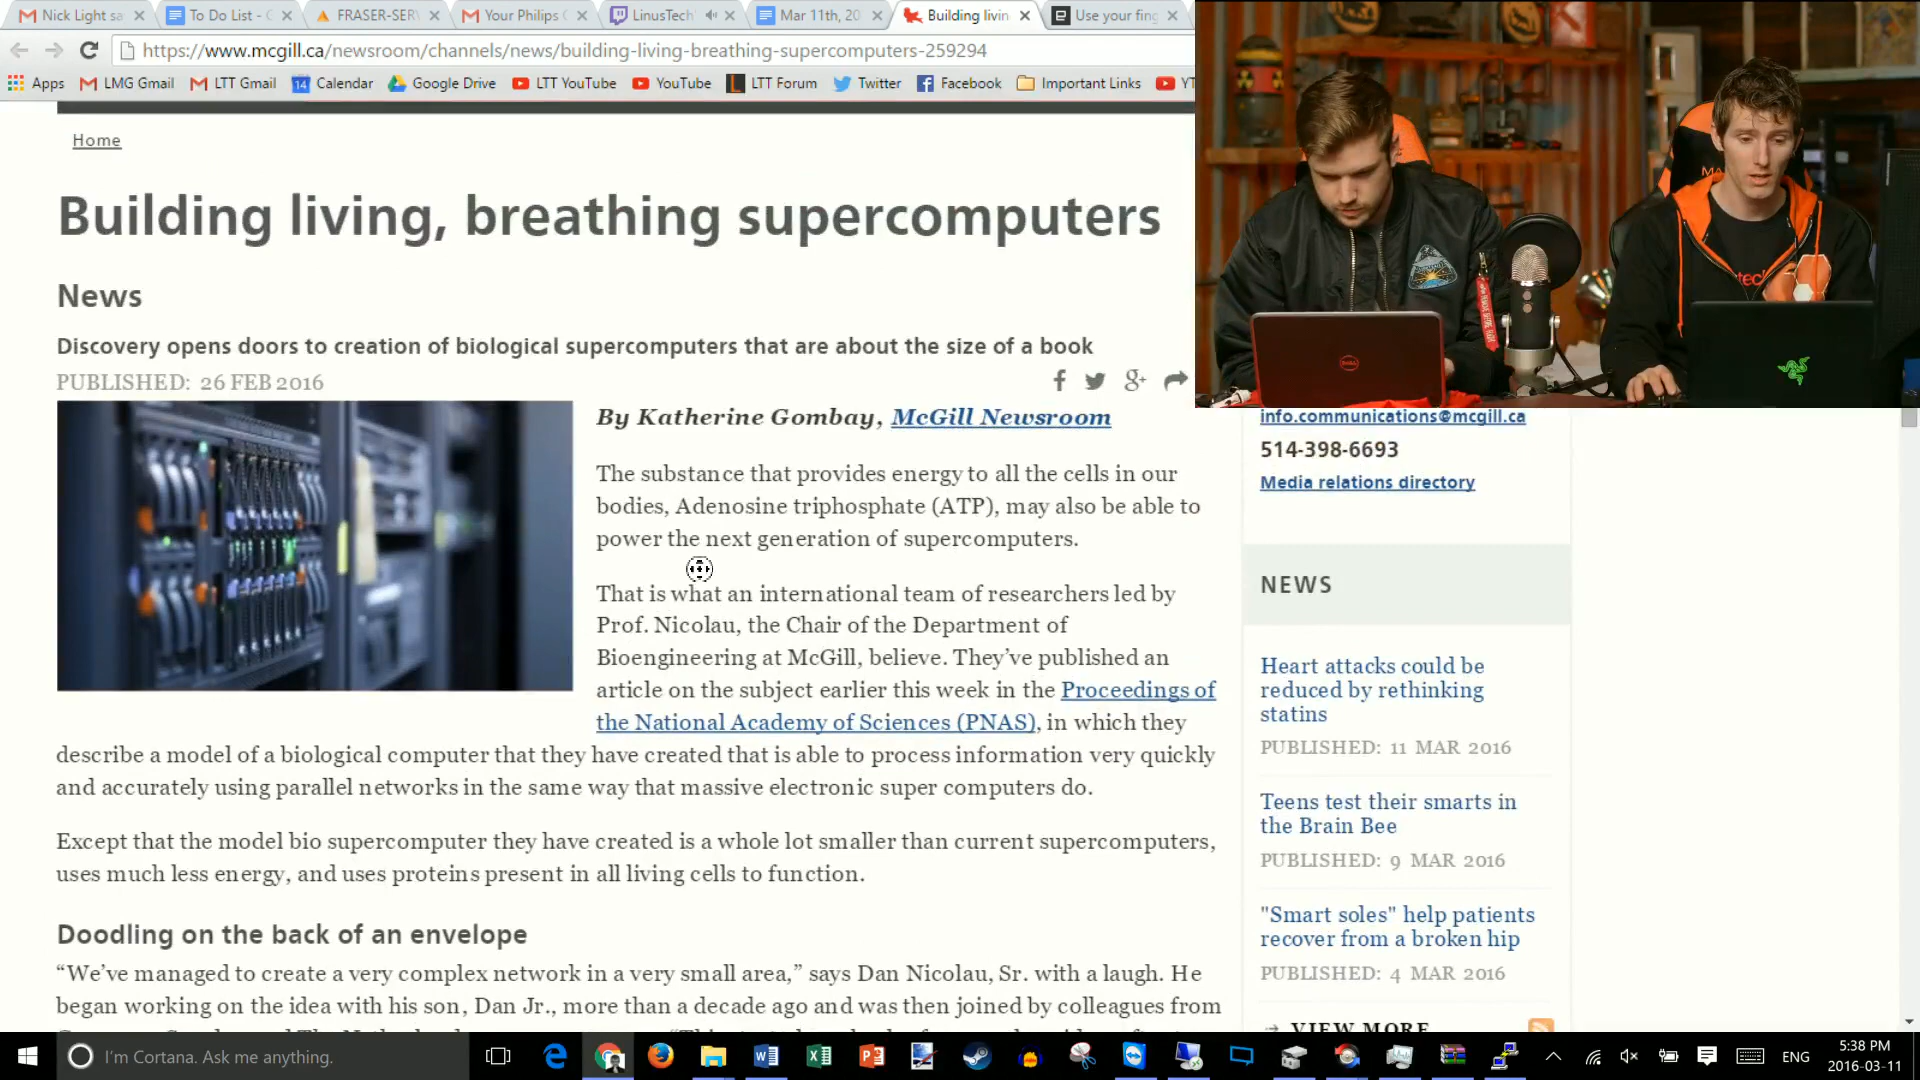 Nick Light sa
To Do List - G
FRASER-SER
Your Philips
LinusTech
Mar 11th, 20
Building livin
Use your fing
https://www.mcgill.ca/newsroom/channels/news/building-living-breathing-supercomputers-259294
Apps
LMG Gmail
LTT Gmail
14
Calendar
Google Drive
LTT YouTube
YouTube
LTT Forum
Twitter
Facebook
Important Links
YT
Home
Building living, breathing supercomputers
News
Discovery opens doors to creation of biological supercomputers that are about the size of a book
PUBLISHED: 26 FEB 2016
By Katherine Gombay, McGill Newsroom
The substance that provides energy to all the cells in our
bodies, Adenosine triphosphate (ATP), may also be able to
power the next generation of supercomputers.
That is what an international team of researchers led by
Prof. Nicolau, the Chair of the Department of
Bioengineering at McGill, believe. They’ve published an
article on the subject earlier this week in the Proceedings of
the National Academy of Sciences (PNAS), in which they
describe a model of a biological computer that they have created that is able to process information very quickly
and accurately using parallel networks in the same way that massive electronic super computers do.
Except that the model bio supercomputer they have created is a whole lot smaller than current supercomputers,
uses much less energy, and uses proteins present in all living cells to function.
Doodling on the back of an envelope
“We’ve managed to create a very complex network in a very small area,” says Dan Nicolau, Sr. with a laugh. He
began working on the idea with his son, Dan Jr., more than a decade ago and was then joined by colleagues from
info.communications@mcgill.ca
514-398-6693
Media relations directory
NEWS
Heart attacks could be
reduced by rethinking
statins
PUBLISHED: 11 MAR 2016
Teens test their smarts in
the Brain Bee
PUBLISHED: 9 MAR 2016
"Smart soles" help patients
recover from a broken hip
PUBLISHED: 4 MAR 2016
VIEW MORE
I'm Cortana. Ask me anything.
ENG
5:38 PM
2016-03-11